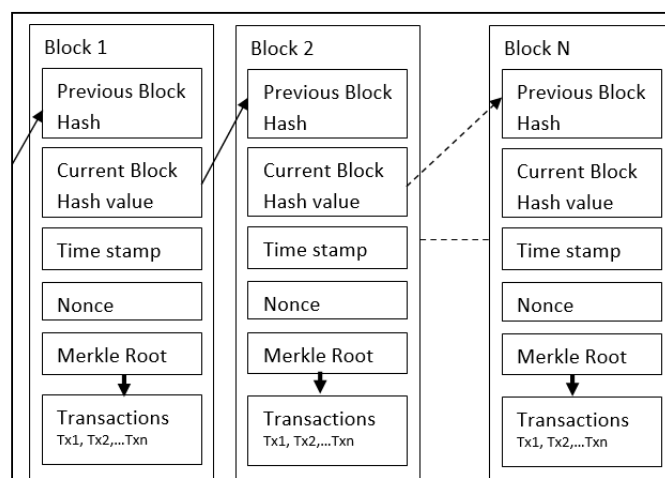 Block 1
Previous Block
Hash
Current Block
Hash value
Time stamp
Nonce
Merkle Root
Transactions
Tx1, Tx2,...Txn
Block 2
Previous Block
Hash
Current Block
Hash value
Time stamp
Nonce
Merkle Root
Transactions
Tx1, Tx2,...Txn
Block N
Previous Block
Hash
Current Block
Hash value
Time stamp
Nonce
Merkle Root
Transactions
Tx1, Tx2,...Txn